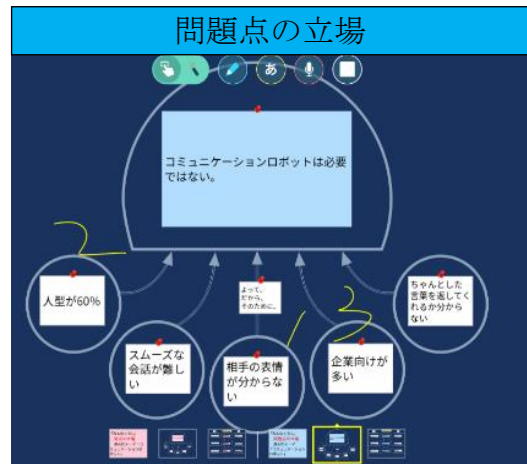 問題点の立場
あ
コミュニケーションロボットは必要
ではない。
2
人型が60%
よって、
だから、
そのために、
ちゃんとした
言葉を返してく
れるか分から
ない
1
3
スムーズな
会話が難し
い
相手の表情
が分からな
い
企業向けが
多い